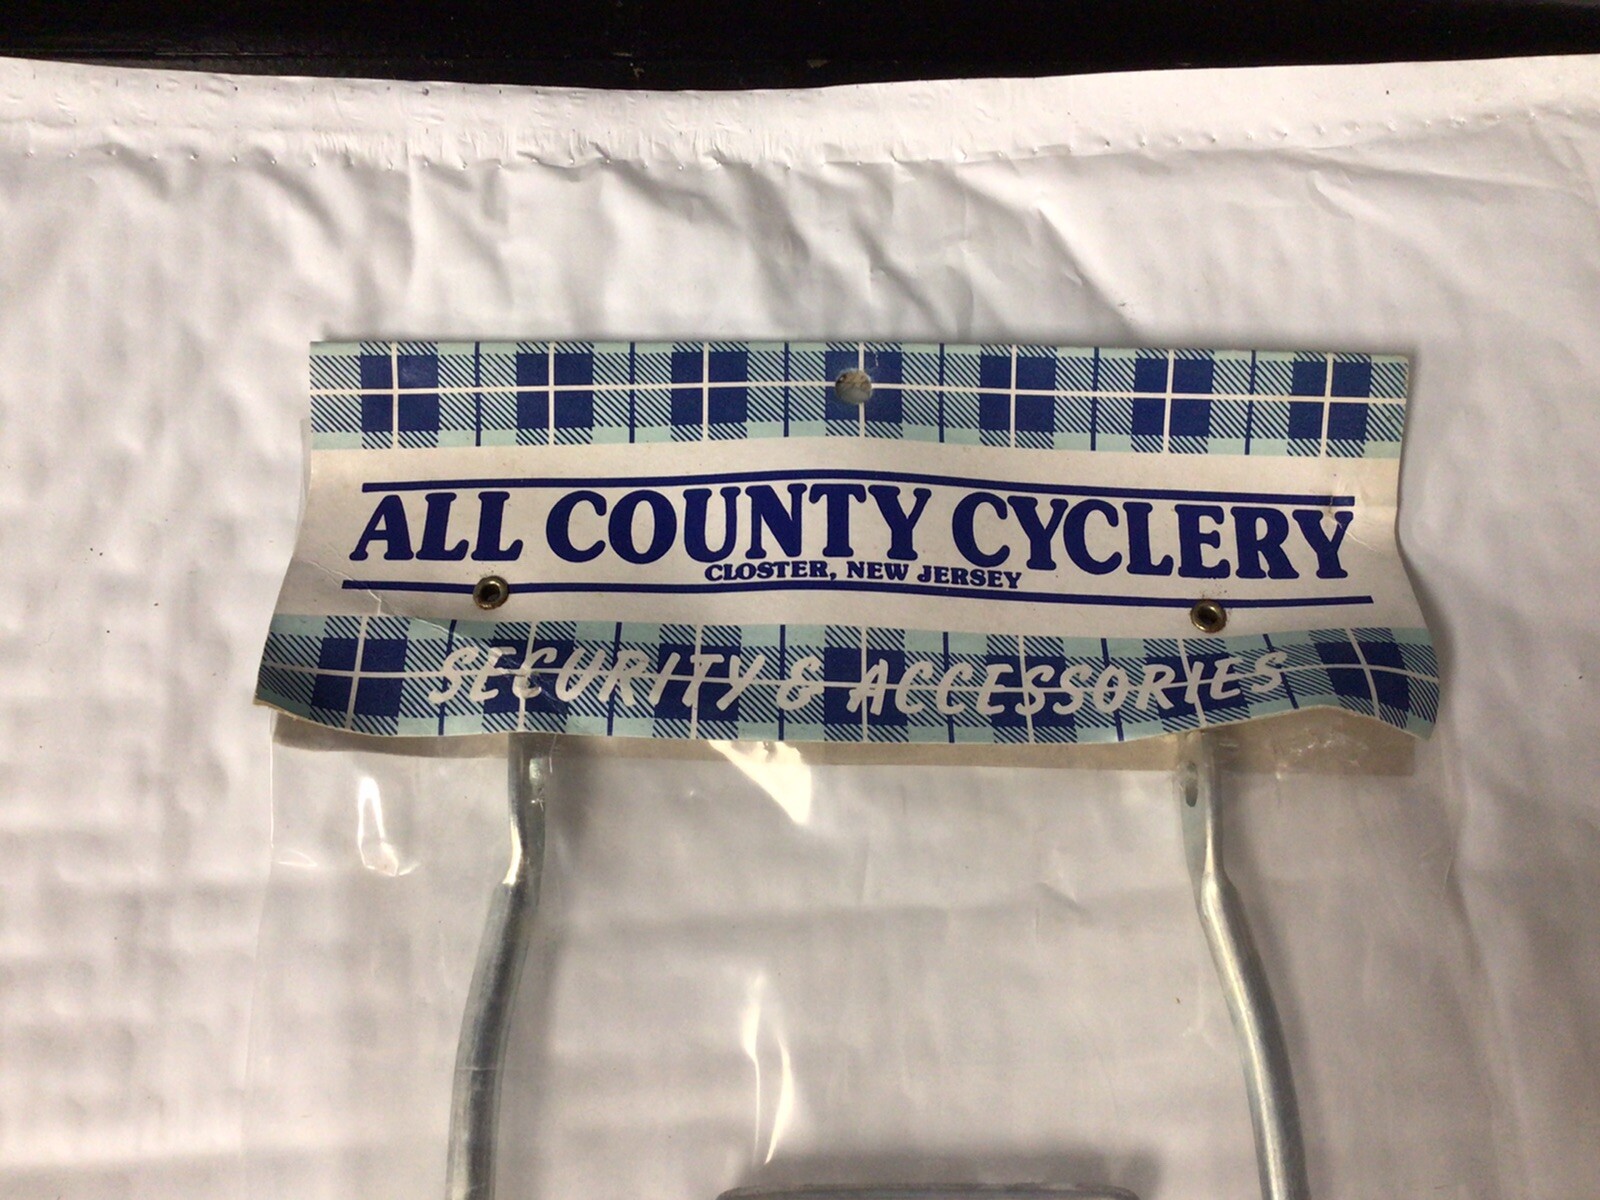 ALL COUNTY CYCLERY
CLOSTER, NEW JERSEY
SECURITY & ACCESSORIES